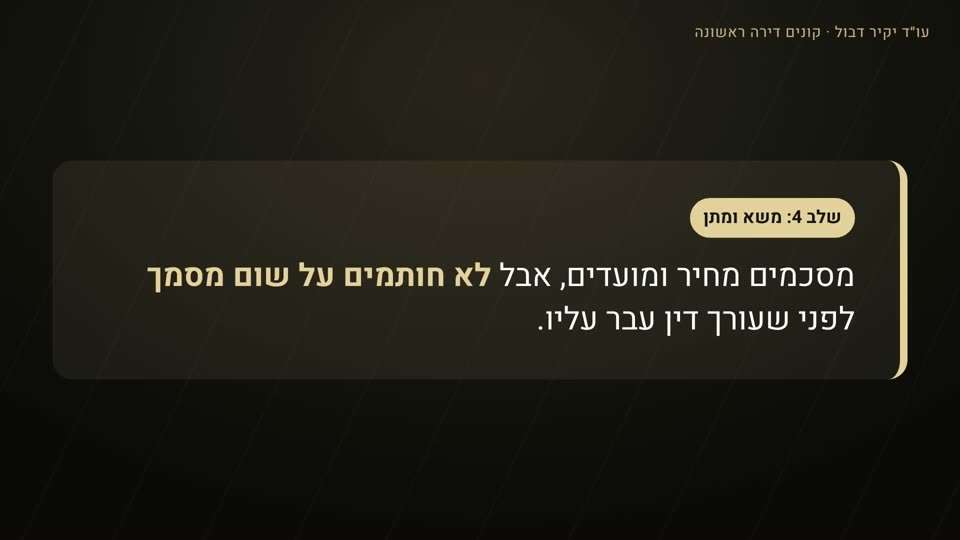 עו"ד יקיר דבול · קונים דירה ראשונה
שלב 4: משא ומתן
מסכמים מחיר ומועדים, אבל לא חותמים על שום מסמך
לפני שעורך דין עבר עליו.